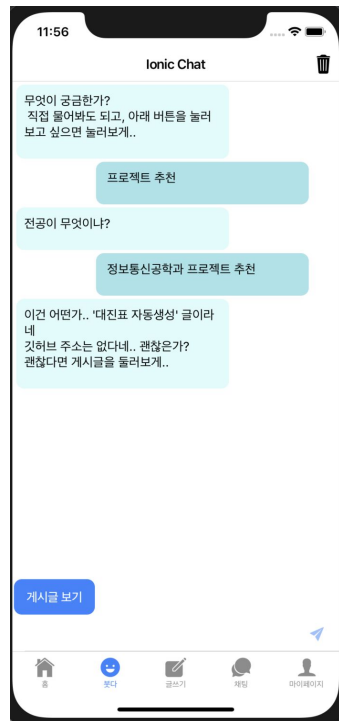 11:56
Ionic Chat
무엇이 궁금한가?
직접 물어봐도 되고, 아래 버튼을 눌러
보고 싶으면 눌러보게..
프로젝트 추천
전공이 무엇이냐?
정보통신공학과 프로젝트 추천
이건 어떤가.. '대진표 자동생성' 글이라
네
깃허브 주소는 없다네.. 괜찮은가?
괜찮다면 게시글을 둘러보게..
게시글 보기
홈
봇다
글쓰기
채팅
마이페이지